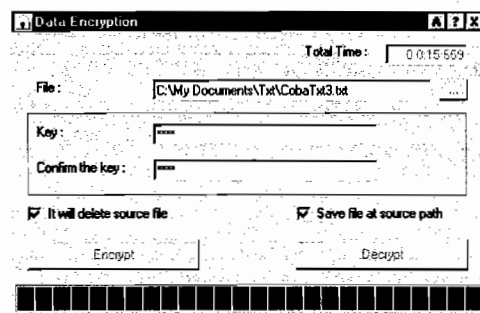 Data Encryption A ? X
Total Time : 0:0:15:659
File : C:\My Documents\Txt\CobaTxt3.txt ...
Key : ****
Confirm the key : ****
It will delete source file Save file at source path
Encrypt Decrypt